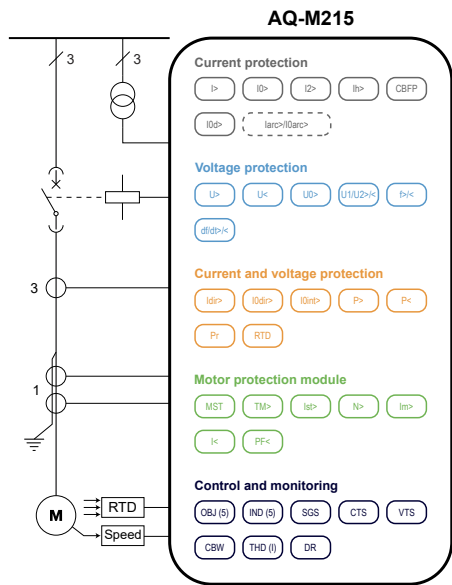 AQ-M215
3
3
Current protection
I>
I0>
I2>
Ih>
CBFP
I0d>
Iarc>/I0arc>
Voltage protection
U>
U<
U0>
U1/U2>/<
f>/<
df/dt>/<
Current and voltage protection
3
Idir>
I0dir>
I0int>
P>
P<
Pr
RTD
Motor protection module
1
MST
TM>
Ist>
N>
Im>
I<
PF<
Control and monitoring
M
RTD
Speed
OBJ (5)
IND (5)
SGS
CTS
VTS
CBW
THD (I)
DR